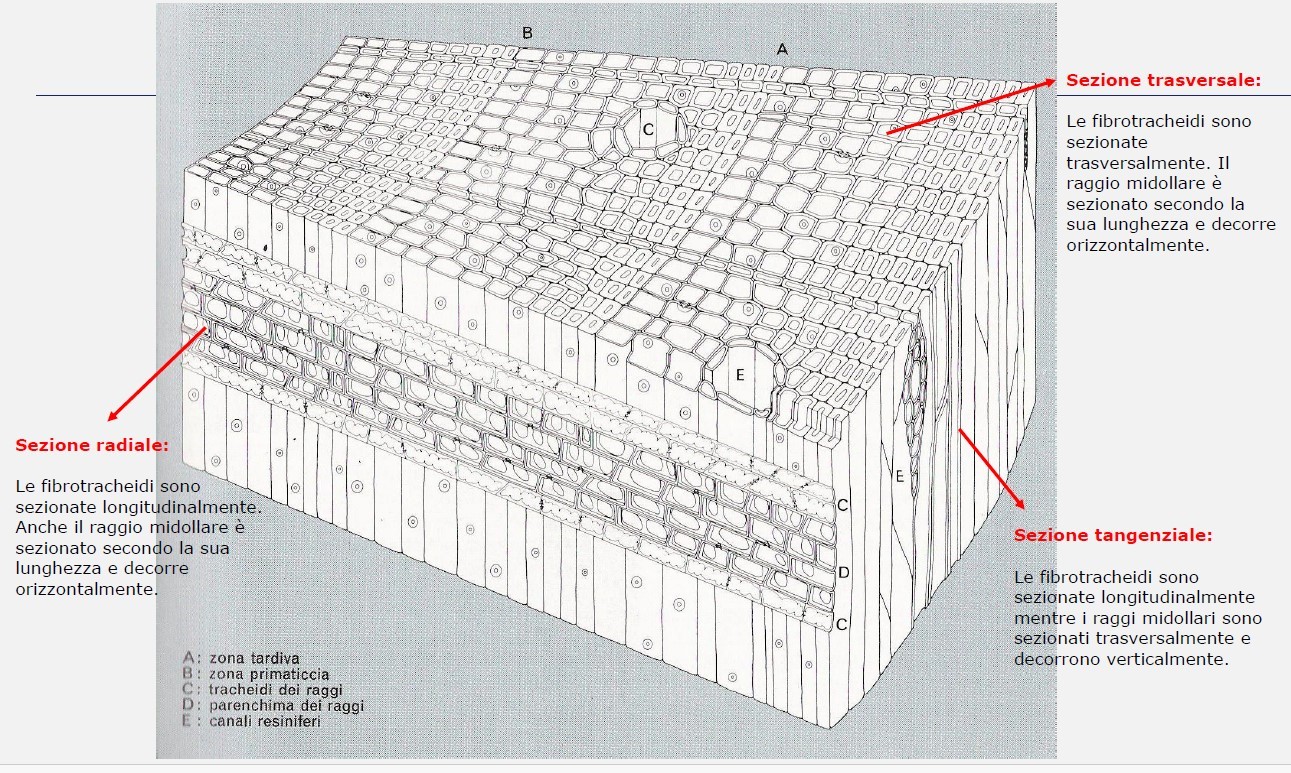 B
A
C
E
E
C
D
C
Sezione trasversale:
Le fibrotracheidi sono
sezionate
trasversalmente. Il
raggio midollare è
sezionato secondo la
sua lunghezza e decorre
orizzontalmente.
Sezione radiale:
Le fibrotracheidi sono
sezionate longitudinalmente.
Anche il raggio midollare è
sezionato secondo la sua
lunghezza e decorre
orizzontalmente.
Sezione tangenziale:
Le fibrotracheidi sono
sezionate longitudinalmente
mentre i raggi midollari sono
sezionati trasversalmente e
decorrono verticalmente.
A: zona tardiva
B: zona primaticcia
C: tracheidi dei raggi
D: parenchima dei raggi
E: canali resiniferi